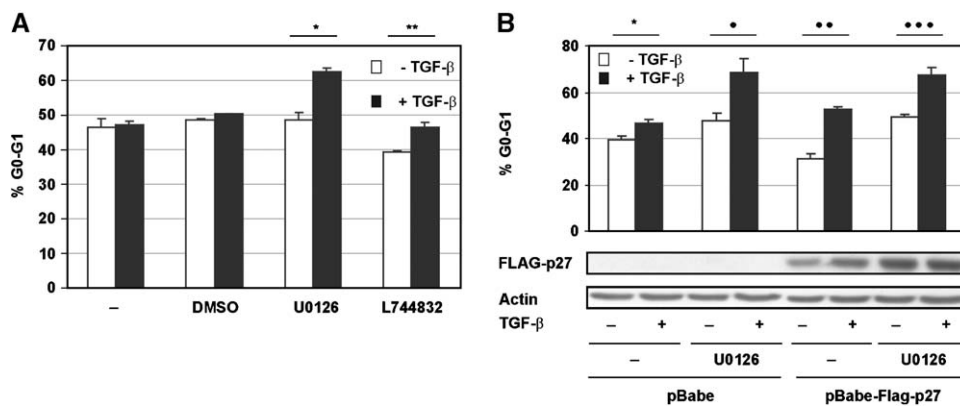 A
% G0-G1
70
60
50
40
30
20
10
0
* **
- TGF-β
+ TGF-β
– DMSO U0126 L744832
B
% G0-G1
80
60
40
20
0
* • •• •••
- TGF-β
+ TGF-β
FLAG-p27
Actin
TGF-β – + – + – + – +
– U0126 – U0126
pBabe pBabe-Flag-p27